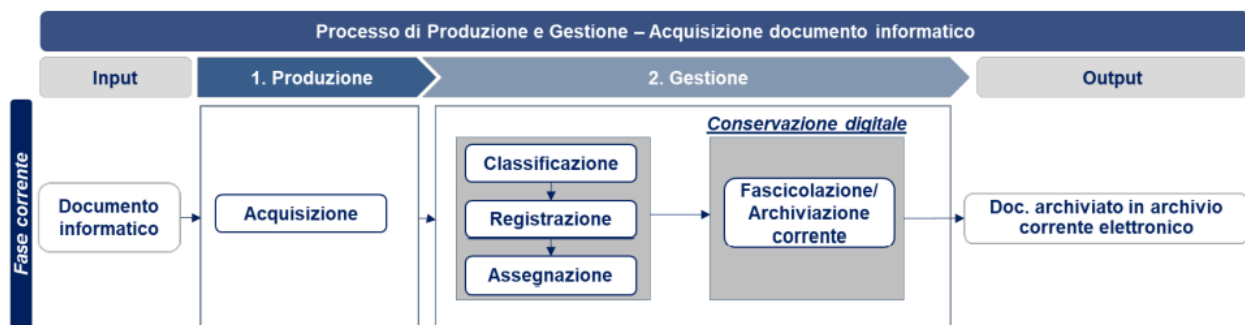 Processo di Produzione e Gestione – Acquisizione documento informatico
Input
1. Produzione
2. Gestione
Output
Fase corrente
Documento
informatico
Acquisizione
Classificazione
Registrazione
Assegnazione
Conservazione digitale
Fascicolazione/
Archiviazione
corrente
Doc. archiviato in archivio
corrente elettronico